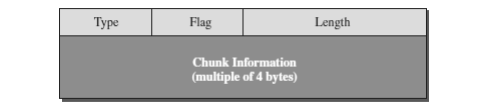 Type Flag Length
Chunk Information
(multiple of 4 bytes)